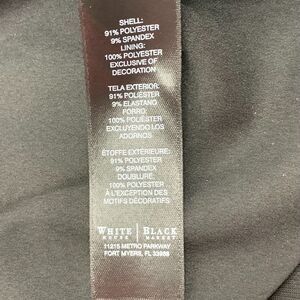 SHELL:
91% POLYESTER
9% SPANDEX
LINING:
100% POLYESTER
EXCLUSIVE OF
DECORATION
TELA EXTERIOR:
91% POLIÉSTER
9% ELASTANO
FORRO:
100% POLIÉSTER
EXCLUYENDO LOS
ADORNOS
ÉTOFFE EXTÉRIEURE:
91% POLYESTER
9% SPANDEX
DOUBLURE:
100% POLYESTER
À L'EXCEPTION DES
MOTIFS DÉCORATIFS
WHITE | BLACK
HOUSE | MARKET
11215 METRO PARKWAY
FORT MYERS, FL 33966